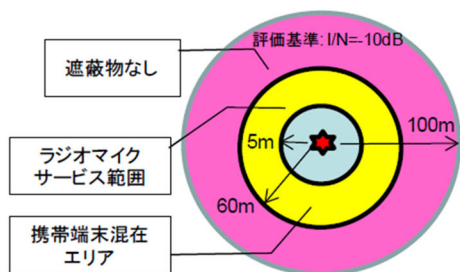 評価基準: I/N=-10dB
遮蔽物なし
100m
5m
ラジオマイク
サービス範囲
60m
携帯端末混在
エリア